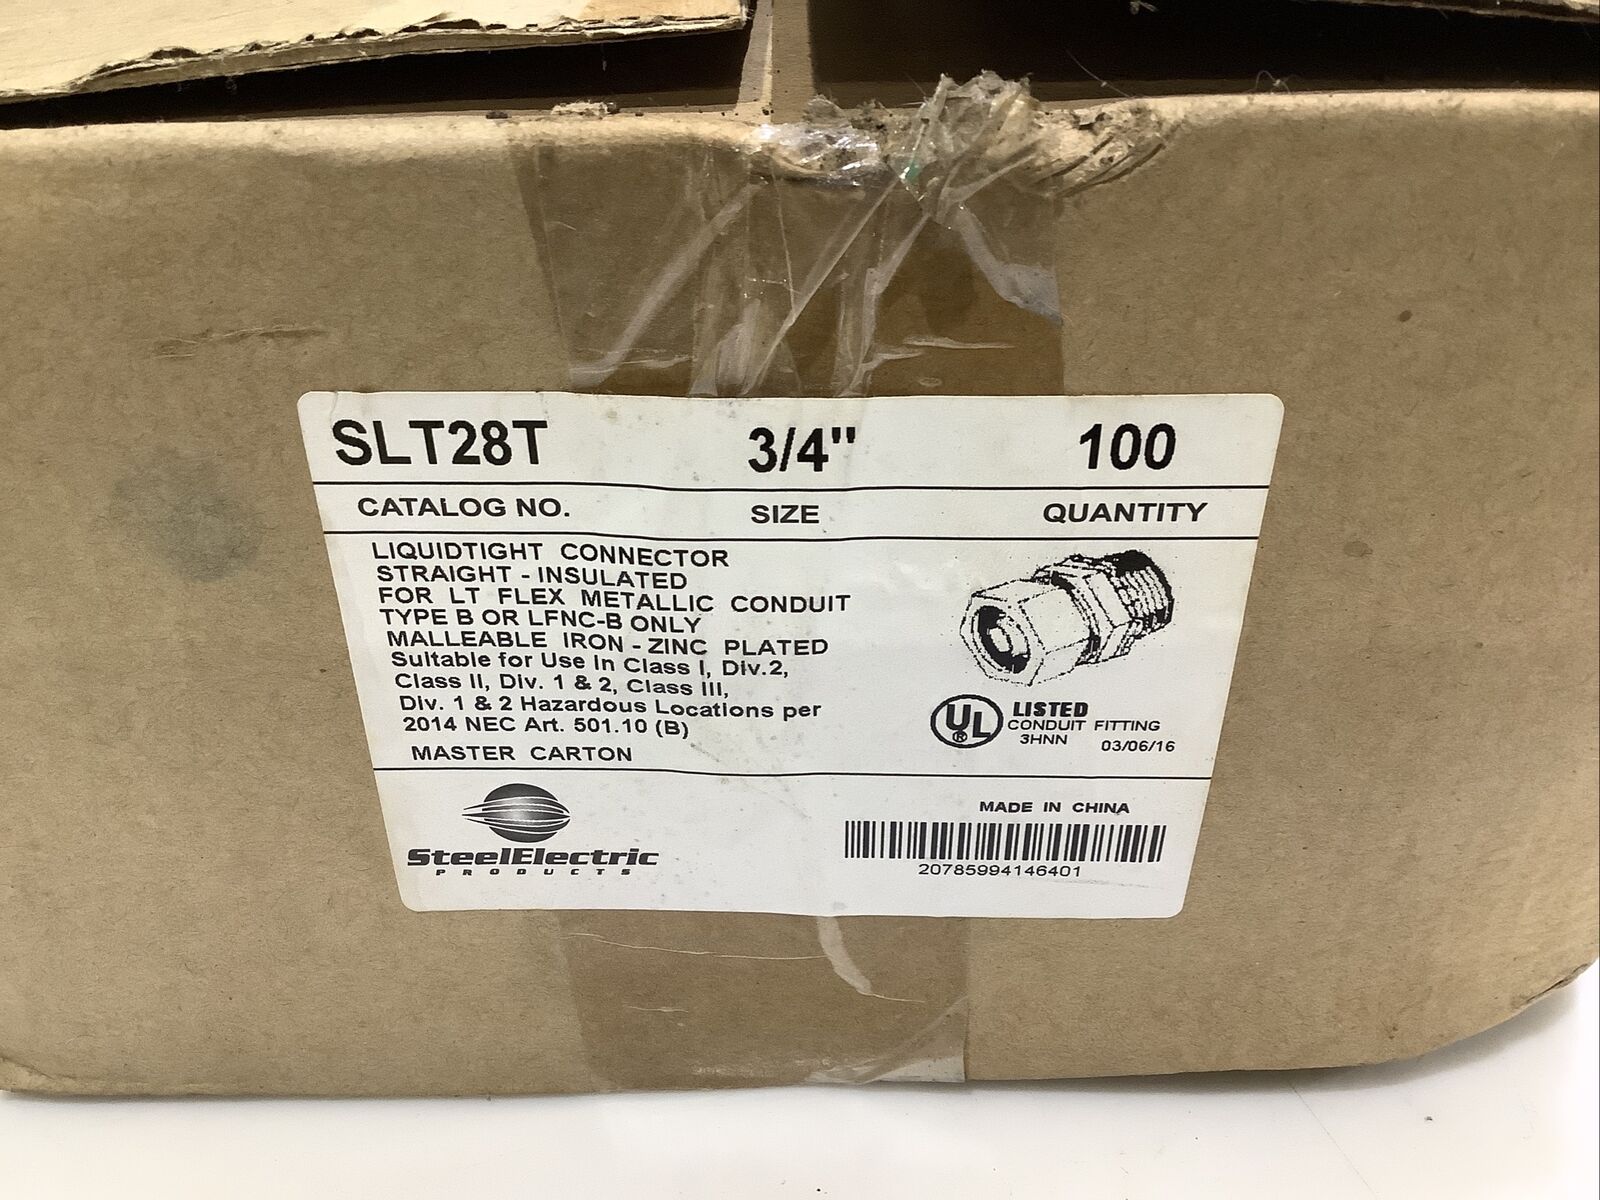 SLT28T 3/4" 100
CATALOG NO. SIZE QUANTITY
LIQUIDTIGHT CONNECTOR
STRAIGHT - INSULATED
FOR LT FLEX METALLIC CONDUIT
TYPE B OR LFNC-B ONLY
MALLEABLE IRON - ZINC PLATED
Suitable for Use in Class I, Div.2,
Class II, Div. 1 & 2, Class III,
Div. 1 & 2 Hazardous Locations per
2014 NEC Art. 501.10 (B)
MASTER CARTON
UL ® LISTED
CONDUIT FITTING
3HNN 03/06/16
SteelElectric
PRODUCTS
MADE IN CHINA
20785994146401